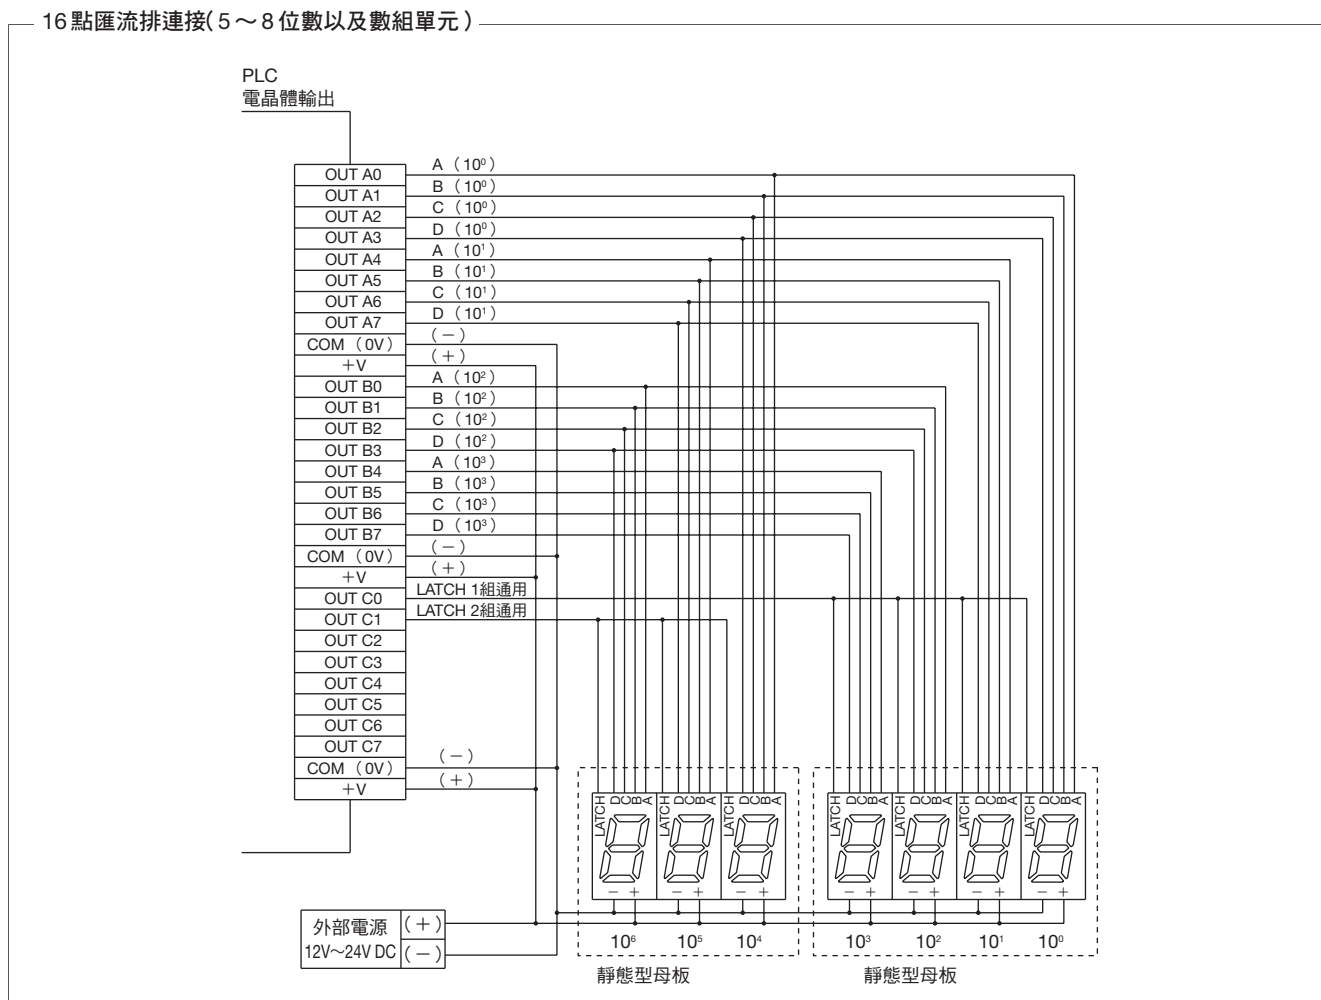 16點匯流排連接(5～8位數以及數組單元)
PLC
電晶體輸出
OUT A0 A（10⁰）
OUT A1 B（10⁰）
OUT A2 C（10⁰）
OUT A3 D（10⁰）
OUT A4 A（10¹）
OUT A5 B（10¹）
OUT A6 C（10¹）
OUT A7 D（10¹）
COM（0V） （－）
＋V （＋）
OUT B0 A（10²）
OUT B1 B（10²）
OUT B2 C（10²）
OUT B3 D（10²）
OUT B4 A（10³）
OUT B5 B（10³）
OUT B6 C（10³）
OUT B7 D（10³）
COM（0V） （－）
＋V （＋）
OUT C0 LATCH 1組通用
OUT C1 LATCH 2組通用
OUT C2
OUT C3
OUT C4
OUT C5
OUT C6
OUT C7
COM（0V） （－）
＋V （＋）
LATCH D C B A LATCH D C B A LATCH D C B A LATCH D C B A LATCH D C B A LATCH D C B A LATCH D C B A
－ ＋ － ＋ － ＋ － ＋ － ＋ － ＋ － ＋
外部電源 （＋）
12V～24V DC （－）
10⁶ 10⁵ 10⁴ 10³ 10² 10¹ 10⁰
靜態型母板 靜態型母板